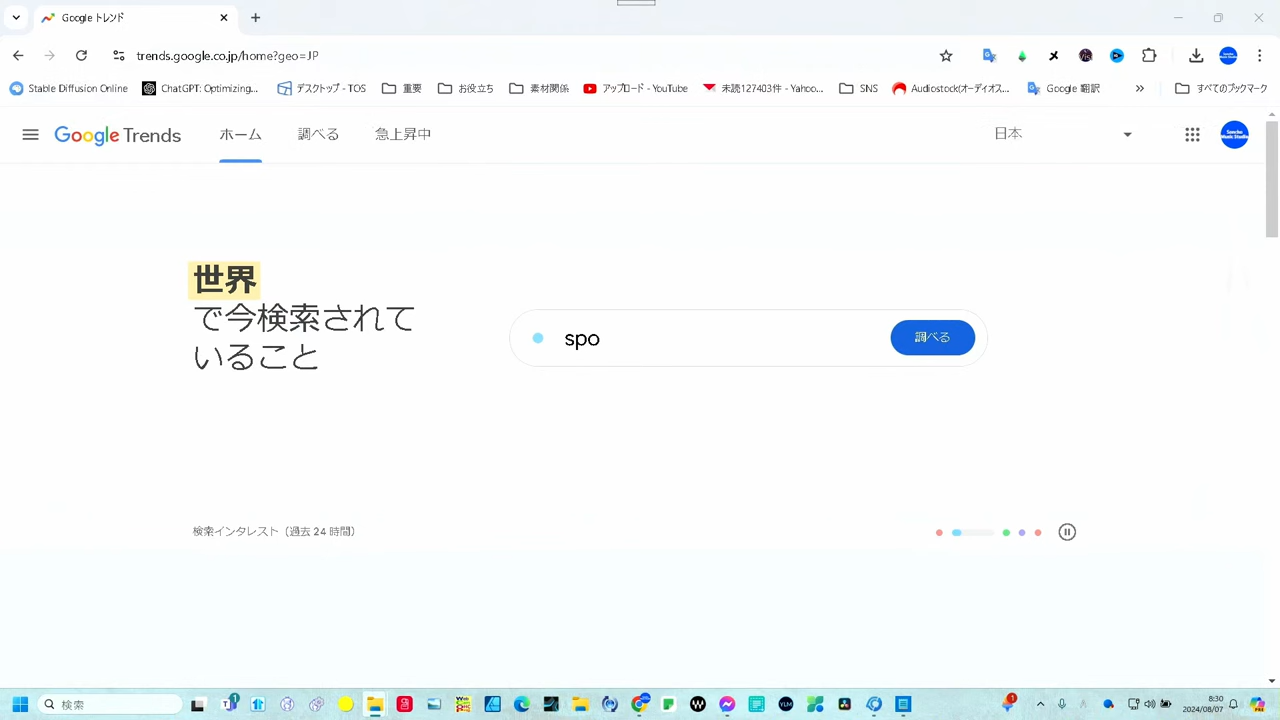 Google トレンド
trends.google.co.jp/home?geo=JP
Stable Diffusion Online
ChatGPT: Optimizing...
デスクトップ - TOS
重要
お役立ち
素材関係
アップロード - YouTube
未読127403件 - Yahoo...
SNS
Audiostock(オーディオス...
Google 翻訳
»
すべてのブックマーク
Google Trends
ホーム
調べる
急上昇中
日本
世界
で今検索されて
いること
spo
調べる
検索インタレスト（過去 24 時間）
検索
8:30
2024/08/07